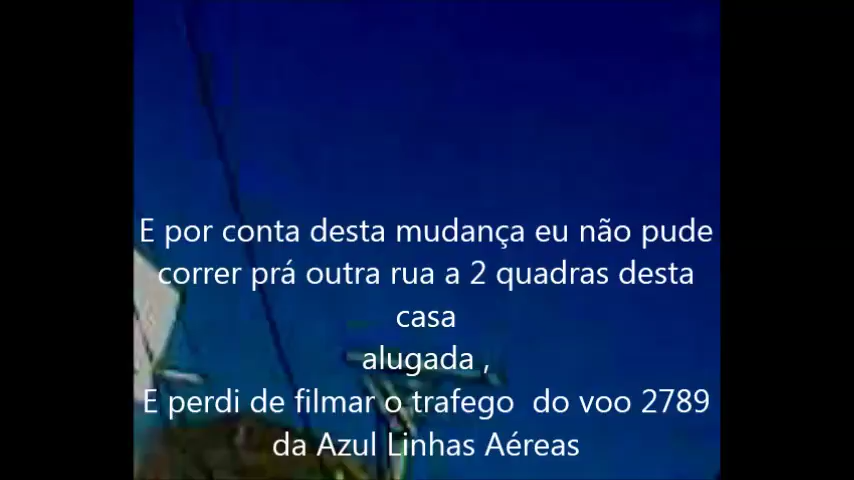 E por conta desta mudança eu não pude
correr prá outra rua a 2 quadras desta
casa
alugada ,
E perdi de filmar o trafego  do voo 2789
da Azul Linhas Aéreas